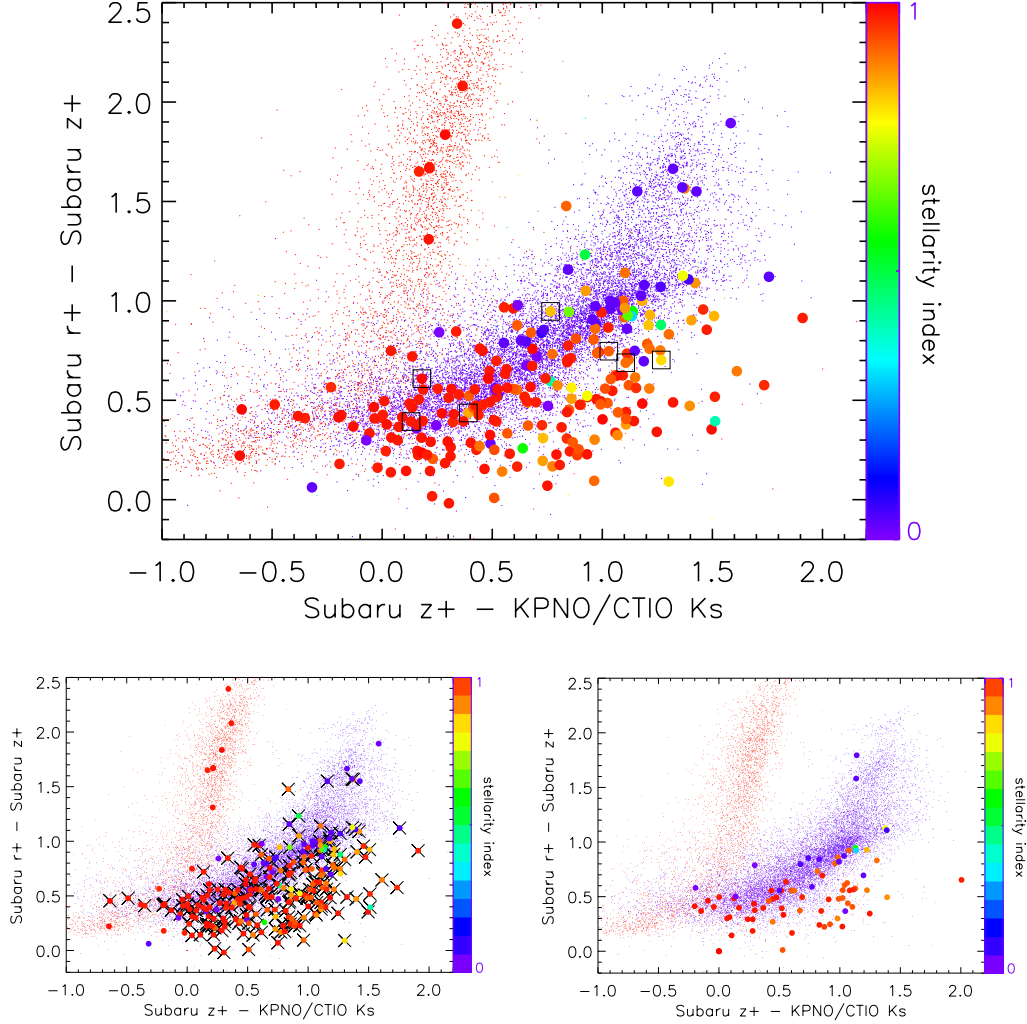 2.5
2.0
1.5
1.0
0.5
0.0
Subaru r+ − Subaru z+
−1.0 −0.5 0.0 0.5 1.0 1.5 2.0
Subaru z+ − KPNO/CTIO Ks
1
0
stellarity index
2.5
2.0
1.5
1.0
0.5
0.0
Subaru r+ − Subaru z+
−1.0 −0.5 0.0 0.5 1.0 1.5 2.0
Subaru z+ − KPNO/CTIO Ks
1
0
stellarity index
2.5
2.0
1.5
1.0
0.5
0.0
Subaru r+ − Subaru z+
−1.0 −0.5 0.0 0.5 1.0 1.5 2.0
Subaru z+ − KPNO/CTIO Ks
1
0
stellarity index